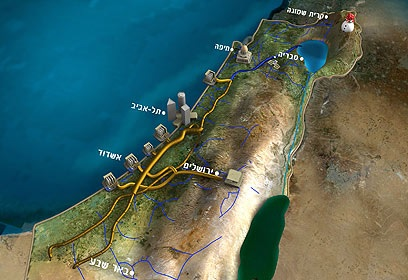 קרית שמונה
חיפה
טבריה
תל-אביב
אשדוד
ירושלים
באר שבע